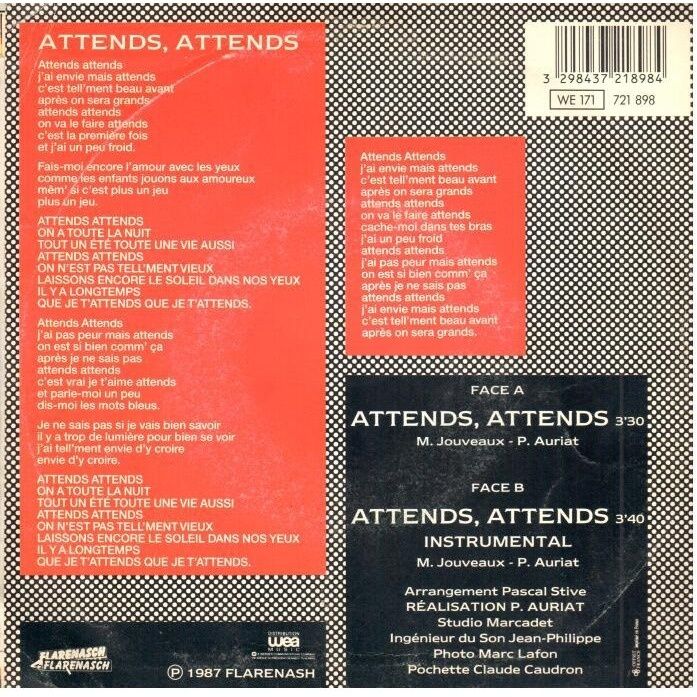 ATTENDS, ATTENDS
Attends attends
j'ai envie mais attends
c'est tell'ment beau avant
après on sera grands
attends attends
on va le faire attends
c'est la première fois
et j'ai un peu froid.
Fais-moi encore l'amour avec les yeux
comme les enfants jouons aux amoureux
mêm' si c'est plus un jeu
plus un jeu.
ATTENDS ATTENDS
ON A TOUTE LA NUIT
TOUT UN ÉTÉ TOUTE UNE VIE AUSSI
ATTENDS ATTENDS
ON N'EST PAS TELL'MENT VIEUX
LAISSONS ENCORE LE SOLEIL DANS NOS YEUX
IL Y A LONGTEMPS
QUE JE T'ATTENDS QUE JE T'ATTENDS.
Attends Attends
j'ai pas peur mais attends
on est si bien comm' ça
après je ne sais pas
attends attends
c'est vrai je t'aime attends
et parle-moi un peu
dis-moi les mots bleus.
Je ne sais pas si je vais bien savoir
il y a trop de lumière pour bien se voir
j'ai tell'ment envie d'y croire
envie d'y croire.
ATTENDS ATTENDS
ON A TOUTE LA NUIT
TOUT UN ÉTÉ TOUTE UNE VIE AUSSI
ATTENDS ATTENDS
ON N'EST PAS TELL'MENT VIEUX
LAISSONS ENCORE LE SOLEIL DANS NOS YEUX
IL Y A LONGTEMPS
QUE JE T'ATTENDS QUE JE T'ATTENDS.
3 298437 218984
WE 171 721 898
Attends Attends
j'ai envie mais attends
c'est tell'ment beau avant
après on sera grands
attends attends
on va le faire attends
cache-moi dans tes bras
j'ai un peu froid
attends attends
j'ai pas peur mais attends
on est si bien comm' ça
après je ne sais pas
attends attends
j'ai envie mais attends
c'est tell'ment beau avant
après on sera grands.
FACE A
ATTENDS, ATTENDS 3'30
M. Jouveaux - P. Auriat
FACE B
ATTENDS, ATTENDS 3'40
INSTRUMENTAL
M. Jouveaux - P. Auriat
Arrangement Pascal Stive
RÉALISATION P. AURIAT
Studio Marcadet
Ingénieur du Son Jean-Philippe
Photo Marc Lafon
Pochette Claude Caudron
FLARENASCH
FLARENASCH
DISTRIBUTION
wea
MUSIC
℗ 1987 FLARENASH